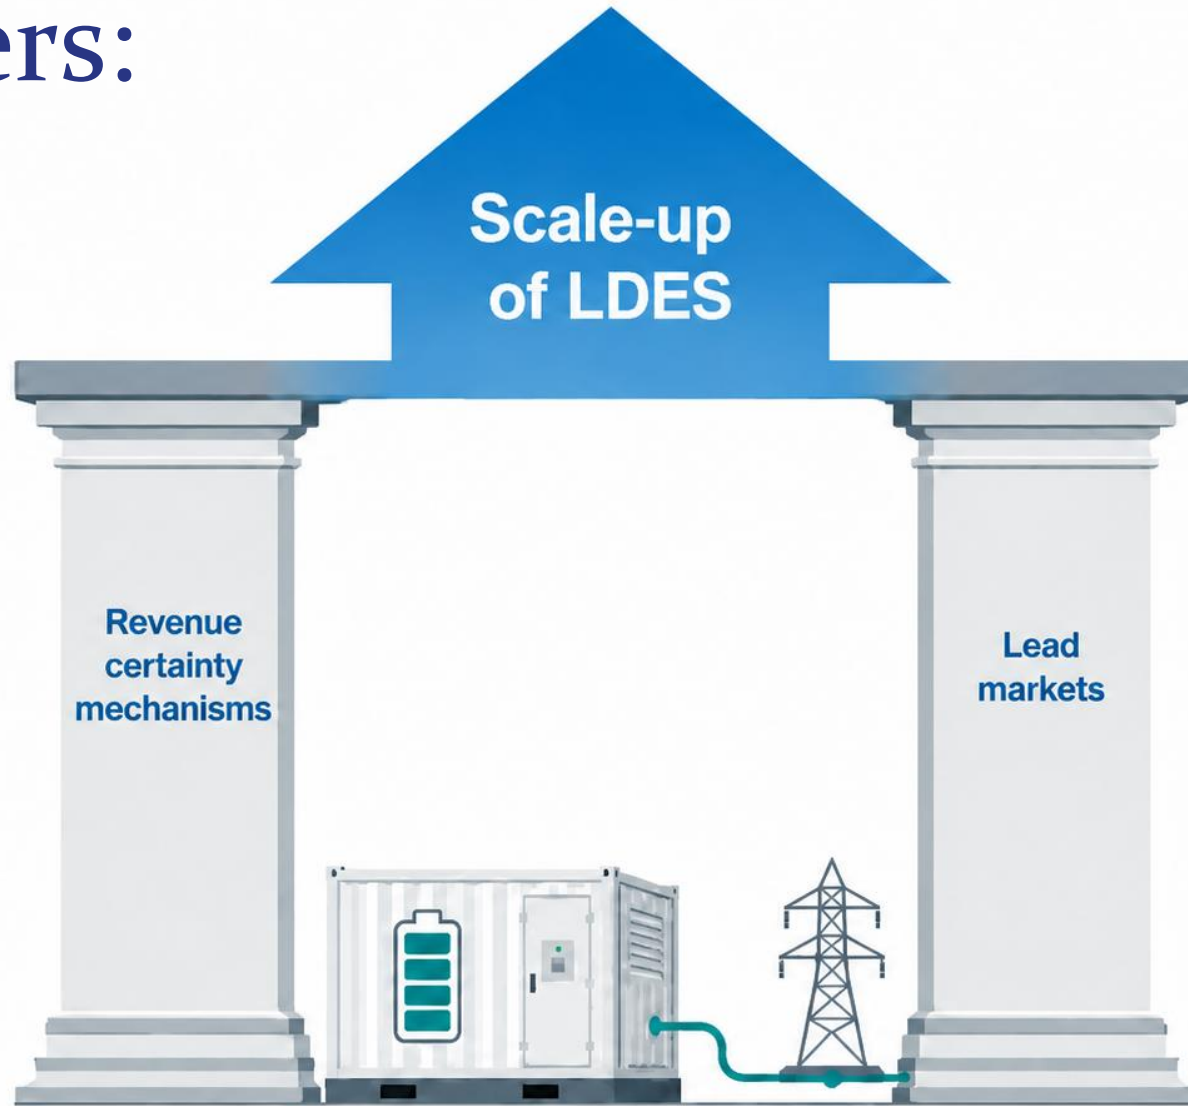 ers:
Scale-up
of LDES
Revenue
certainty
mechanisms
Lead
markets